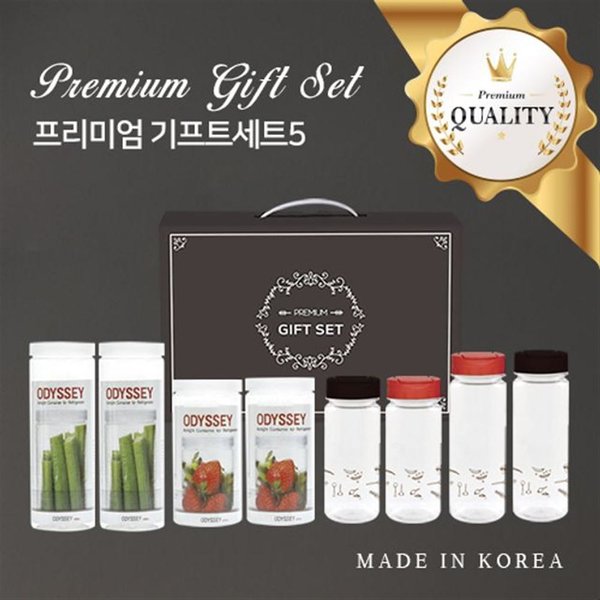 Premium Gift Set
프리미엄 기프트세트5
Premium
QUALITY
PREMIUM
GIFT SET
ODYSSEY
ODYSSEY
ODYSSEY
ODYSSEY
ODYSSEY
ODYSSEY
ODYSSEY
ODYSSEY
MADE IN KOREA